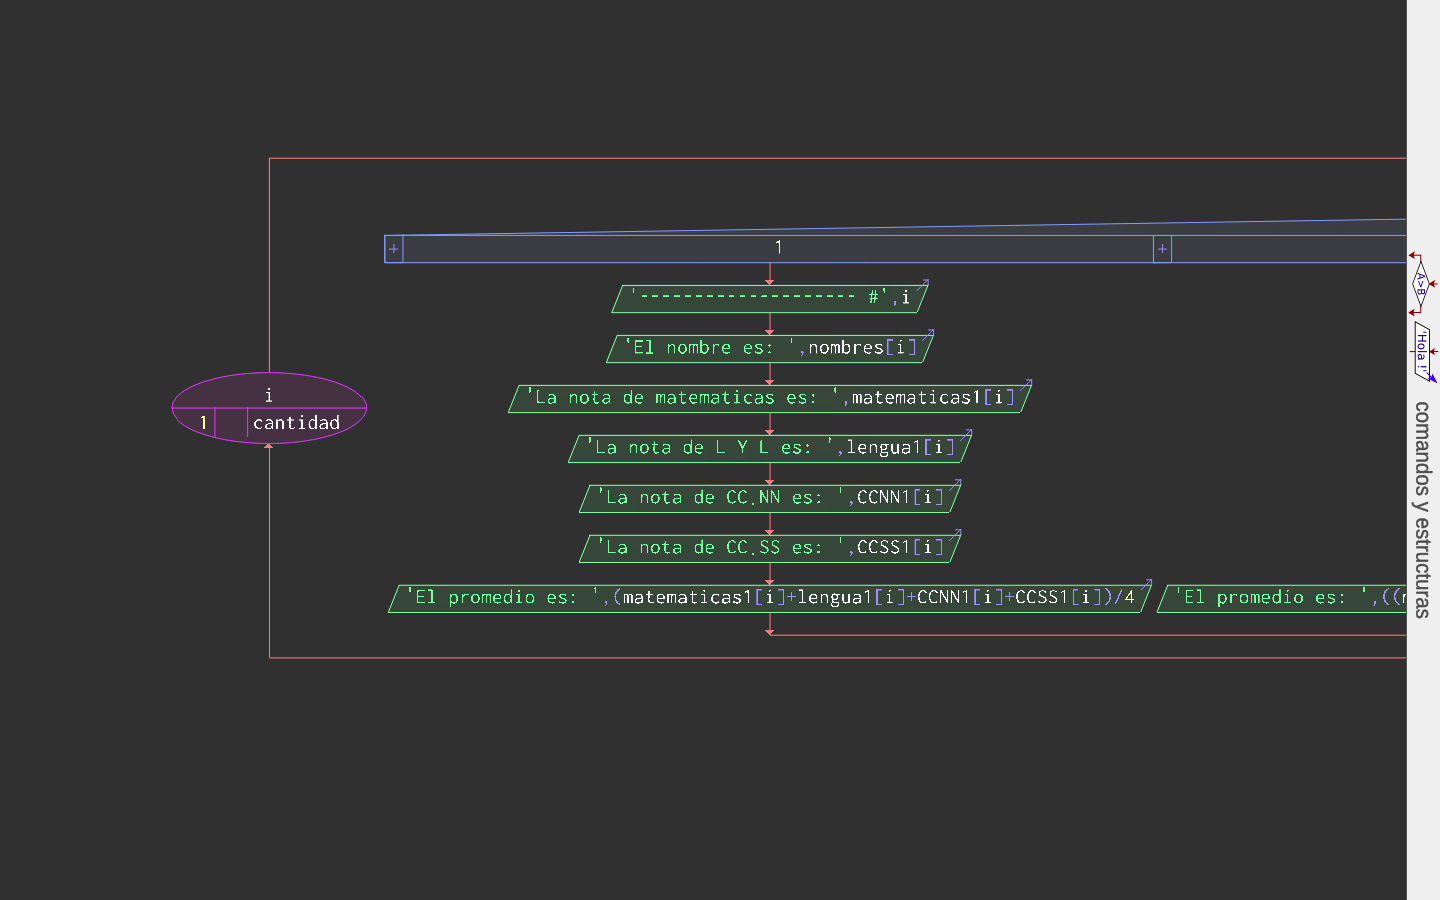 1
'-------------------- #',i
'El nombre es: ',nombres[i]
'La nota de matematicas es: ',matematicas1[i]
i
1 cantidad
'La nota de L Y L es: ',lengua1[i]
'La nota de CC.NN es: ',CCNN1[i]
'La nota de CC.SS es: ',CCSS1[i]
'El promedio es: ',(matematicas1[i]+lengua1[i]+CCNN1[i]+CCSS1[i])/4
'El promedio es: ',((
A>B
'Hola !'
comandos y estructuras